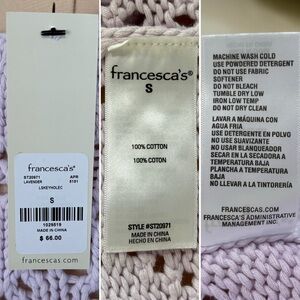 francesca's®
ST20971 APR
LAVENDER 5151
LSKEYHOLEC
S
1029519
MADE IN CHINA
$ 66.00
francescas.com
francesca's®
S
100% COTTON
100% COTON
STYLE #ST20971
MADE IN CHINA
HECHO EN CHINA
MACHINE WASH COLD
USE POWDERED DETERGENT
DO NOT USE FABRIC
SOFTENER
DO NOT BLEACH
TUMBLE DRY LOW
IRON LOW TEMP
DO NOT DRY CLEAN
LAVAR A MÁQUINA CON
AGUA FRIA
USE DETERGENTE EN POLVO
NO USE SUAVIZANTE
NO USAR BLANQUEADOR
SECAR EN LA SECADORA A
TEMPERATURA BAJA
PLANCHA A TEMPERATURA
BAJA
NO LLEVAR A LA TINTORERÍA
FRANCESCAS.COM
FRANCESCA'S ADMINISTRATIVE
MANAGEMENT INC.